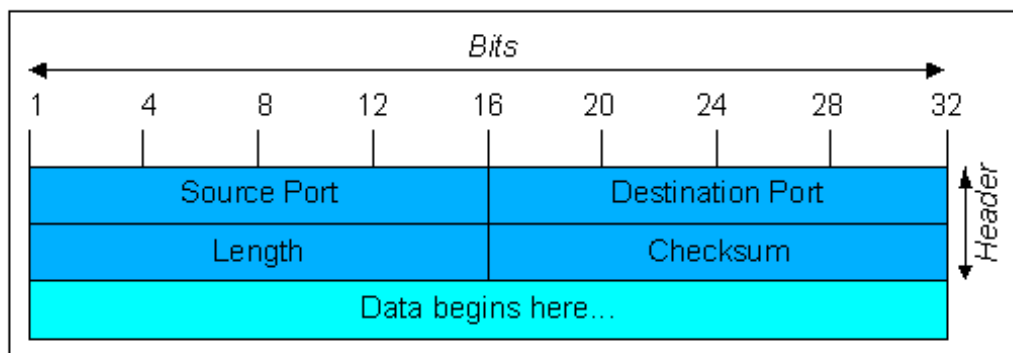 Bits
1 4 8 12 16 20 24 28 32
Source Port Destination Port
Header
Length Checksum
Data begins here...